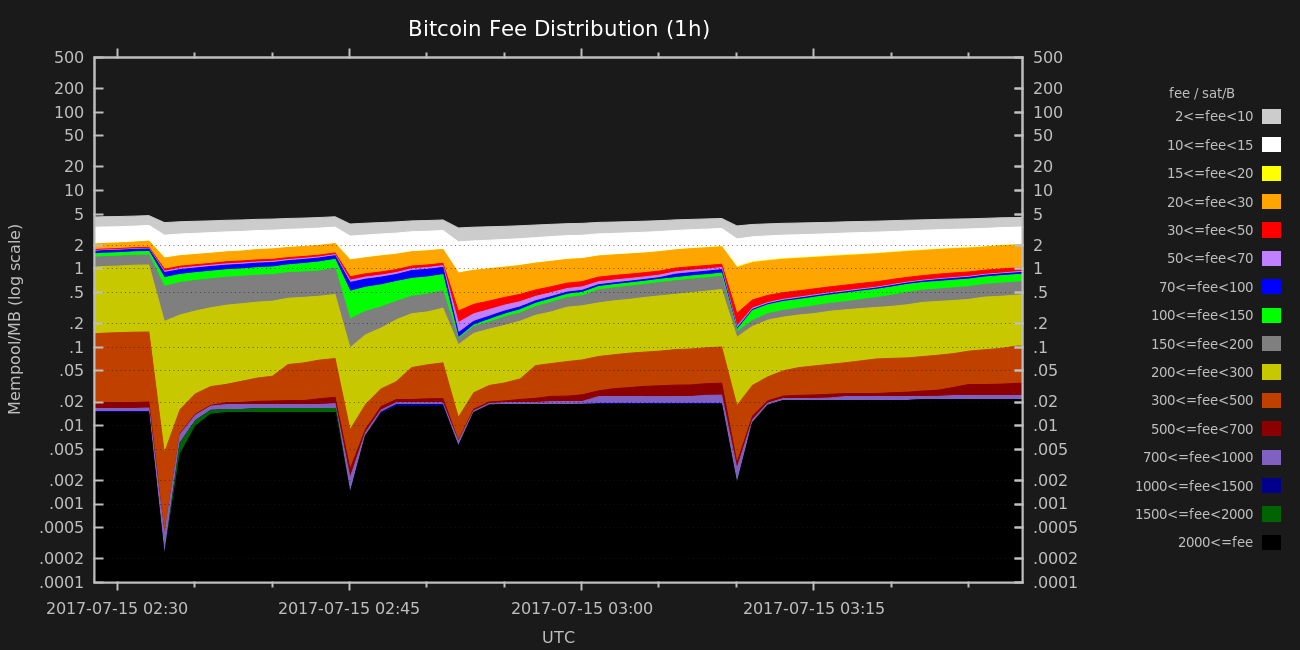 Bitcoin Fee Distribution (1h)
Mempool/MB (log scale)
500
200
100
50
20
10
5
2
1
.5
.2
.1
.05
.02
.01
.005
.002
.001
.0005
.0002
.0001
500
200
100
50
20
10
5
2
1
.5
.2
.1
.05
.02
.01
.005
.002
.001
.0005
.0002
.0001
2017-07-15 02:30 2017-07-15 02:45 2017-07-15 03:00 2017-07-15 03:15
UTC
fee / sat/B
2<=fee<10
10<=fee<15
15<=fee<20
20<=fee<30
30<=fee<50
50<=fee<70
70<=fee<100
100<=fee<150
150<=fee<200
200<=fee<300
300<=fee<500
500<=fee<700
700<=fee<1000
1000<=fee<1500
1500<=fee<2000
2000<=fee